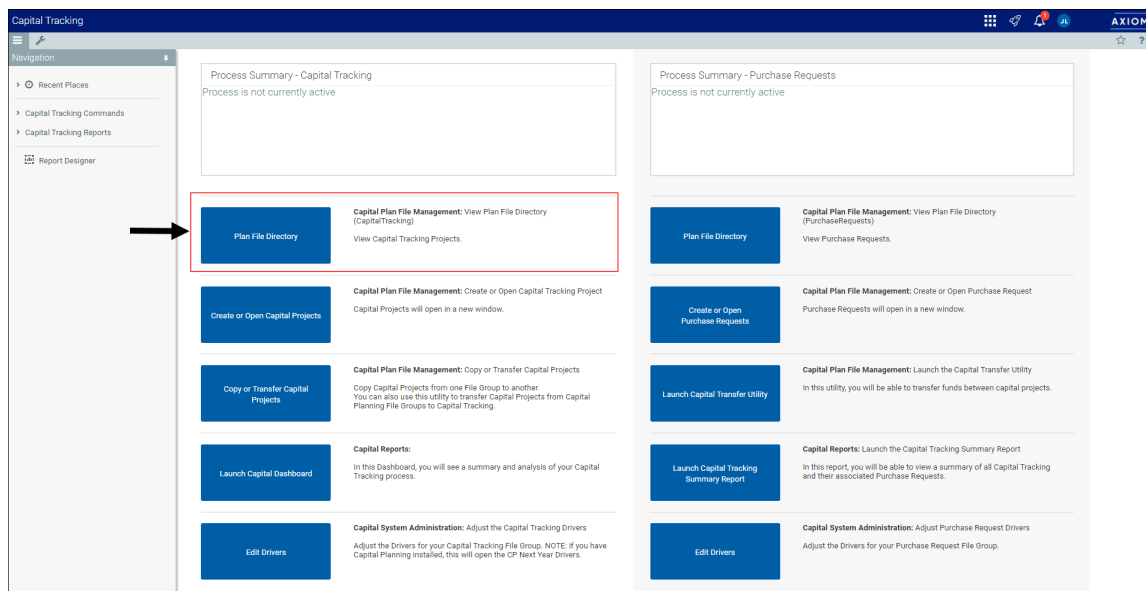 Capital Tracking
1
JL
AXIOM
?
Navigation
Recent Places
Capital Tracking Commands
Capital Tracking Reports
Report Designer
Process Summary - Capital Tracking
Process is not currently active
Plan File Directory
Capital Plan File Management: View Plan File Directory
(CapitalTracking)
View Capital Tracking Projects.
Create or Open Capital Projects
Capital Plan File Management: Create or Open Capital Tracking Project
Capital Projects will open in a new window.
Copy or Transfer Capital
Projects
Capital Plan File Management: Copy or Transfer Capital Projects
Copy Capital Projects from one File Group to another.
You can also use this utility to transfer Capital Projects from Capital
Planning File Groups to Capital Tracking.
Launch Capital Dashboard
Capital Reports:
In this Dashboard, you will see a summary and analysis of your Capital
Tracking process.
Edit Drivers
Capital System Administration: Adjust the Capital Tracking Drivers
Adjust the Drivers for your Capital Tracking File Group. NOTE: If you have
Capital Planning installed, this will open the CP Next Year Drivers.
Process Summary - Purchase Requests
Process is not currently active
Plan File Directory
Capital Plan File Management: View Plan File Directory
(PurchaseRequests)
View Purchase Requests.
Create or Open
Purchase Requests
Capital Plan File Management: Create or Open Purchase Request
Purchase Requests will open in a new window.
Launch Capital Transfer Utility
Capital Plan File Management: Launch the Capital Transfer Utility
In this utility, you will be able to transfer funds between capital projects.
Launch Capital Tracking
Summary Report
Capital Reports: Launch the Capital Tracking Summary Report
In this report, you will be able to view a summary of all Capital Tracking
and their associated Purchase Requests.
Edit Drivers
Capital System Administration: Adjust Purchase Request Drivers
Adjust the Drivers for your Purchase Request File Group.